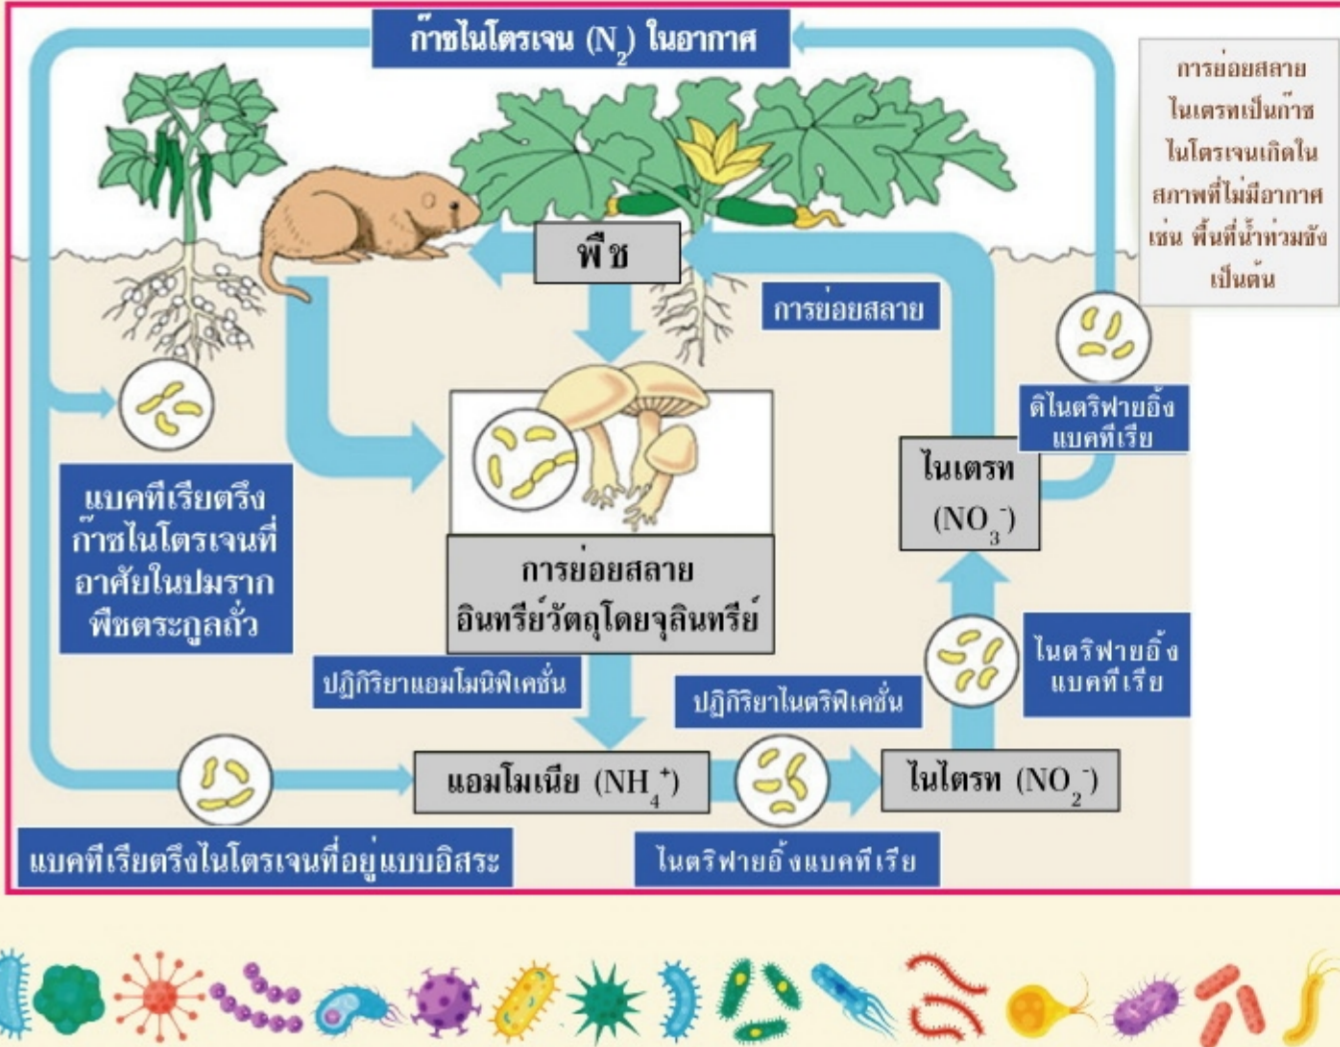 ก๊าซไนโตรเจน (N₂) ในอากาศ
การย่อยสลาย
ไนเตรทเป็นก๊าซ
ไนโตรเจนเกิดใน
สภาพที่ไม่มีอากาศ
เช่น พื้นที่น้ำท่วมขัง
เป็นต้น
พืช
การย่อยสลาย
ดิไนตริฟายอิ้ง
แบคทีเรีย
ไนเตรท
(NO₃⁻)
แบคทีเรียตรึง
ก๊าซไนโตรเจนที่
อาศัยในปมราก
พืชตระกูลถั่ว
การย่อยสลาย
อินทรีย์วัตถุโดยจุลินทรีย์
ปฏิกิริยาแอมโมนิฟิเคชั่น
ปฏิกิริยาไนตริฟิเคชั่น
ไนตริฟายอิ้ง
แบคทีเรีย
แอมโมเนีย (NH₄⁺)
ไนไตรท (NO₂⁻)
แบคทีเรียตรึงไนโตรเจนที่อยู่แบบอิสระ
ไนตริฟายอิ้งแบคทีเรีย